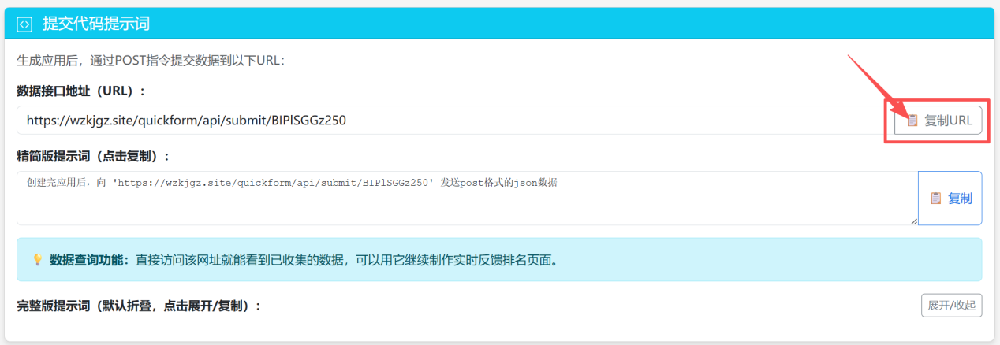 提交代码提示词
生成应用后，通过POST指令提交数据到以下URL：
数据接口地址（URL）：
https://wzkjgz.site/quickform/api/submit/BIPlSGGz250
复制URL
精简版提示词（点击复制）：
创建完应用后，向 'https://wzkjgz.site/quickform/api/submit/BIPlSGGz250' 发送post格式的json数据
复制
数据查询功能：直接访问该网址就能看到已收集的数据，可以用它继续制作实时反馈排名页面。
完整版提示词（默认折叠，点击展开/复制）：
展开/收起